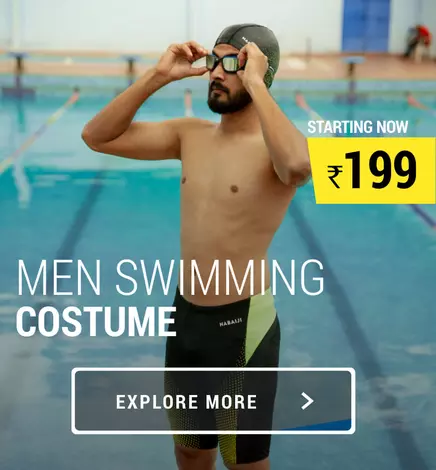 STARTING NOW
₹199
MEN SWIMMING
COSTUME
NABAIJI
EXPLORE MORE